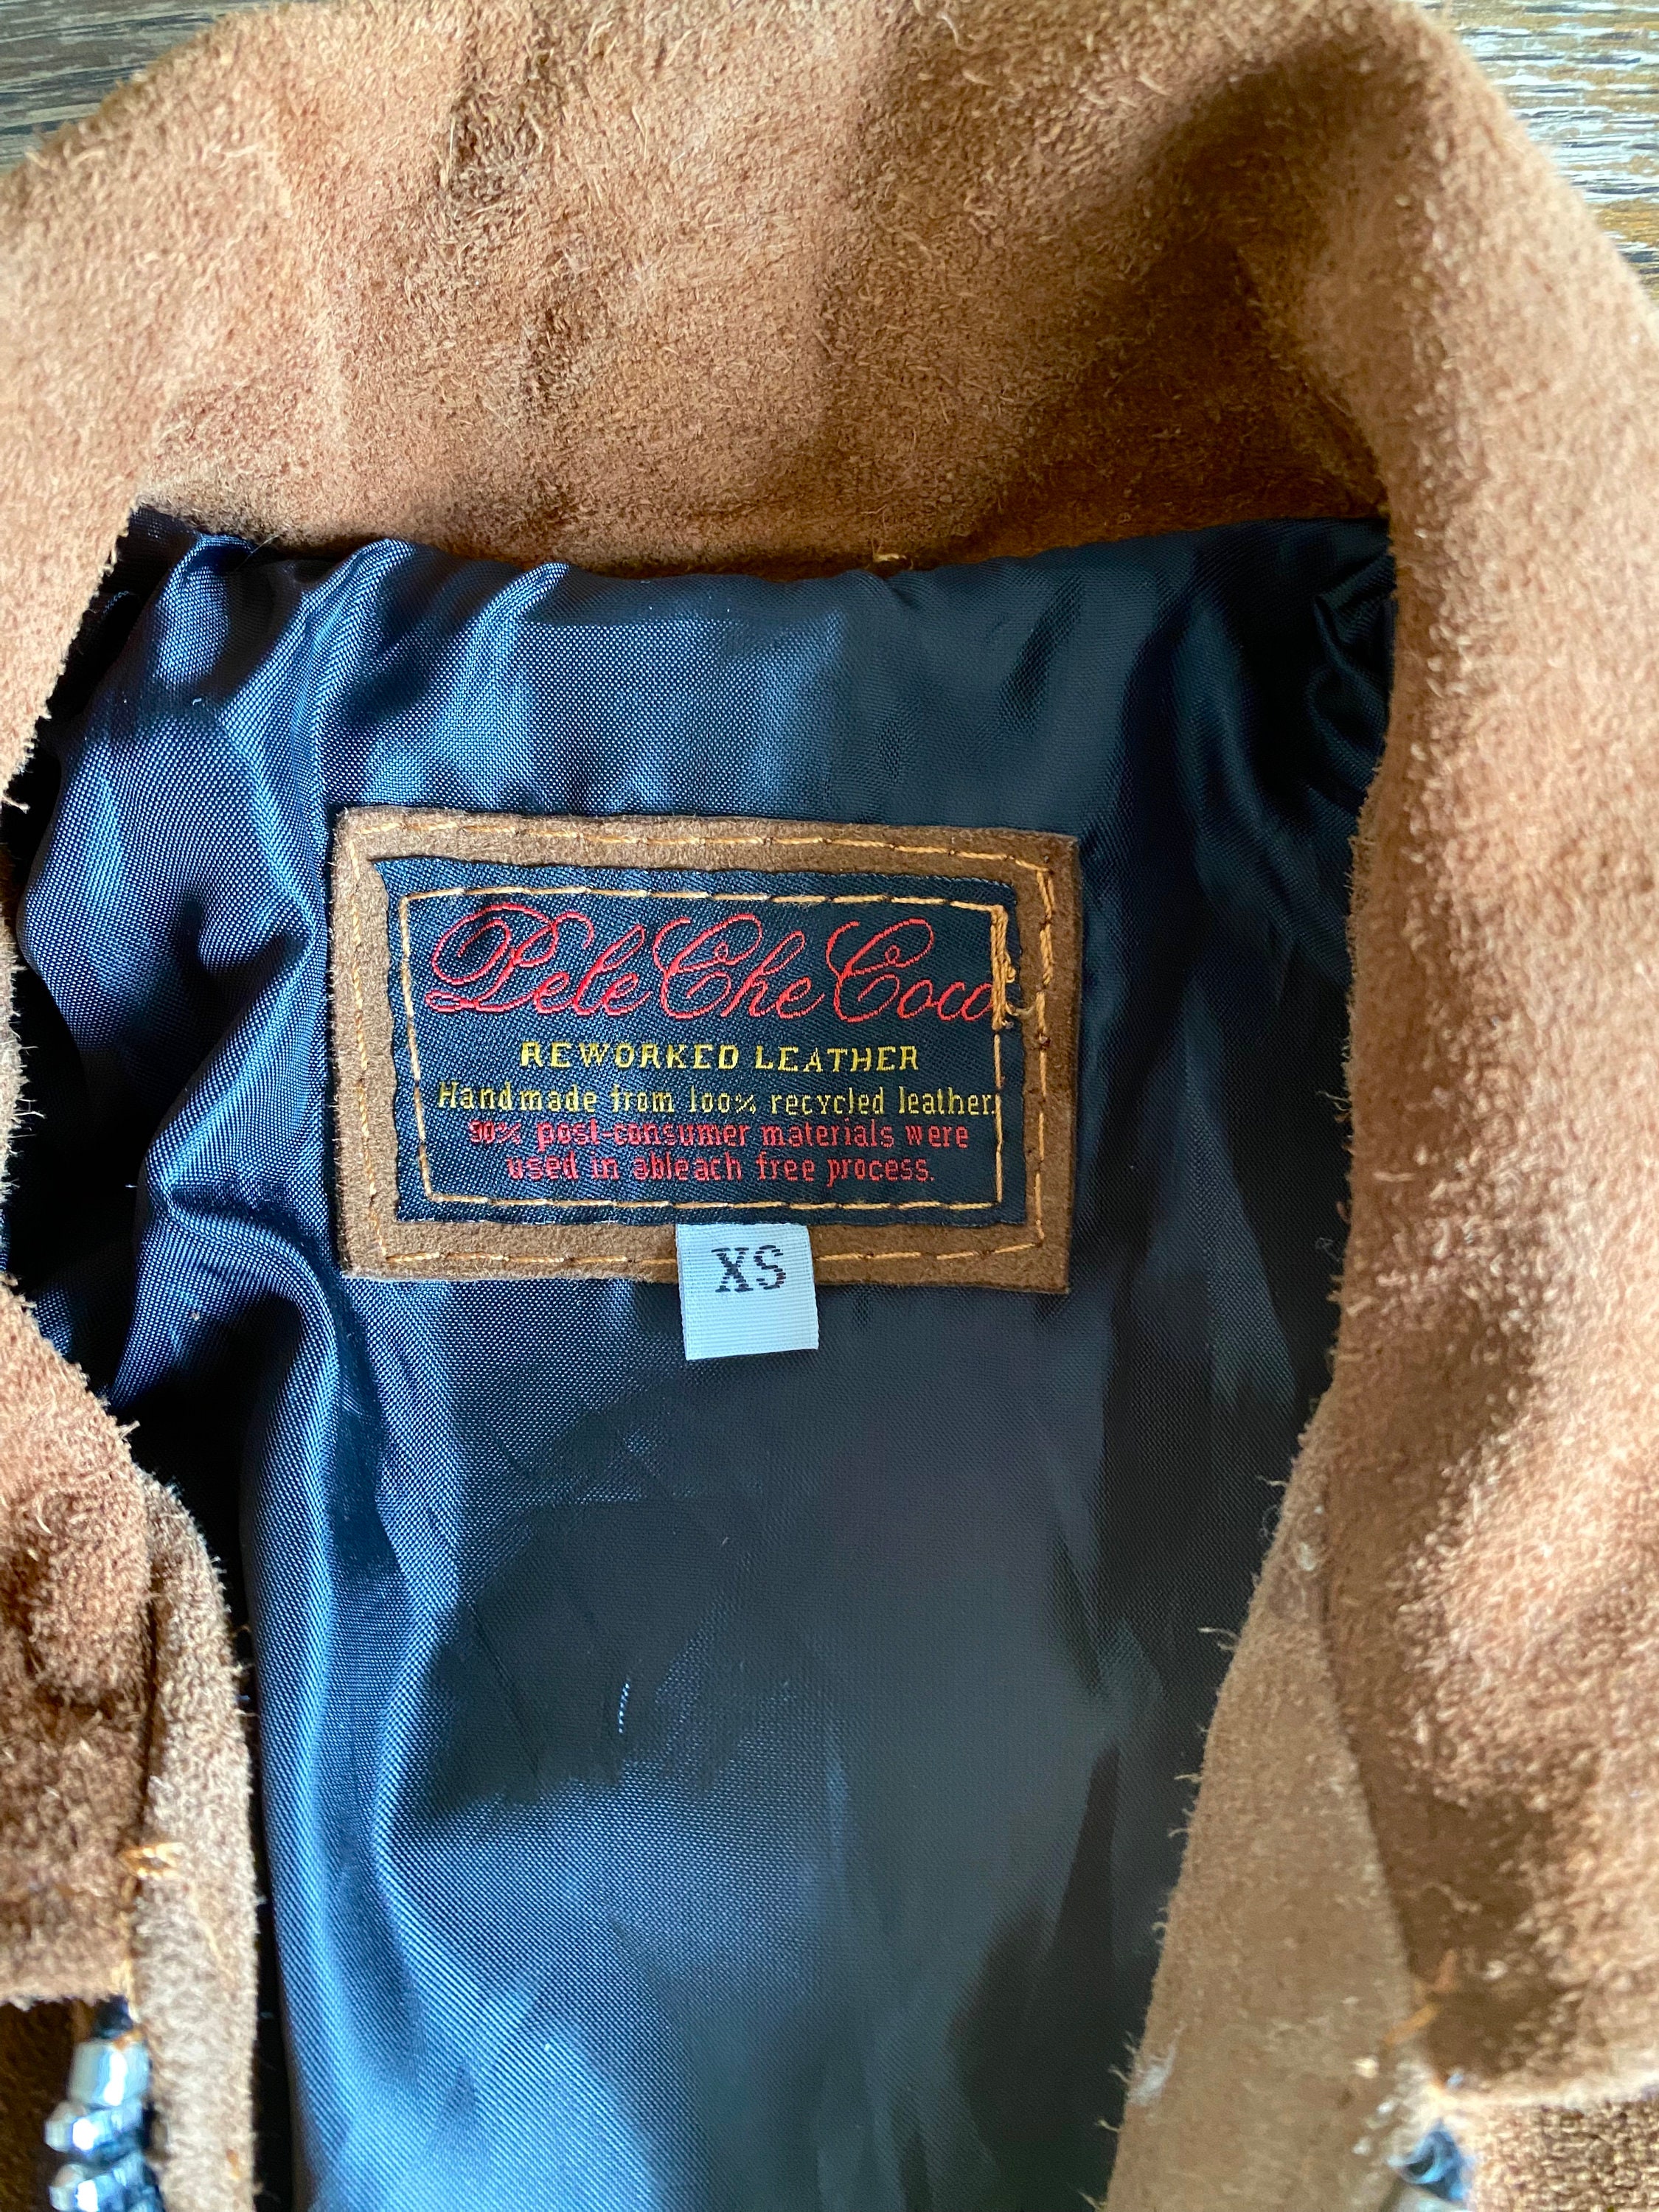 Pele Che Coco
REWORKED LEATHER
Handmade from 100% recycled leather.
90% post-consumer materials were
used in ableach free process.
XS